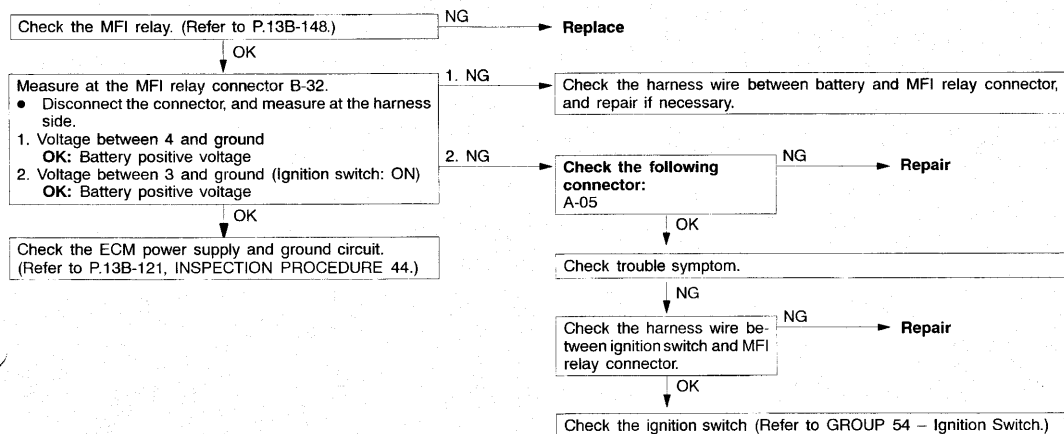 Check the MFI relay. (Refer to P.13B-148.)
NG
Replace
OK
Measure at the MFI relay connector B-32.
● Disconnect the connector, and measure at the harness
side.
1. Voltage between 4 and ground
OK: Battery positive voltage
2. Voltage between 3 and ground (Ignition switch: ON)
OK: Battery positive voltage
1. NG
Check the harness wire between battery and MFI relay connector,
and repair if necessary.
2. NG
Check the following
connector:
A-05
NG
Repair
OK
Check the ECM power supply and ground circuit.
(Refer to P.13B-121, INSPECTION PROCEDURE 44.)
OK
Check trouble symptom.
NG
Check the harness wire be-
tween ignition switch and MFI
relay connector.
NG
Repair
OK
Check the ignition switch (Refer to GROUP 54 – Ignition Switch.)